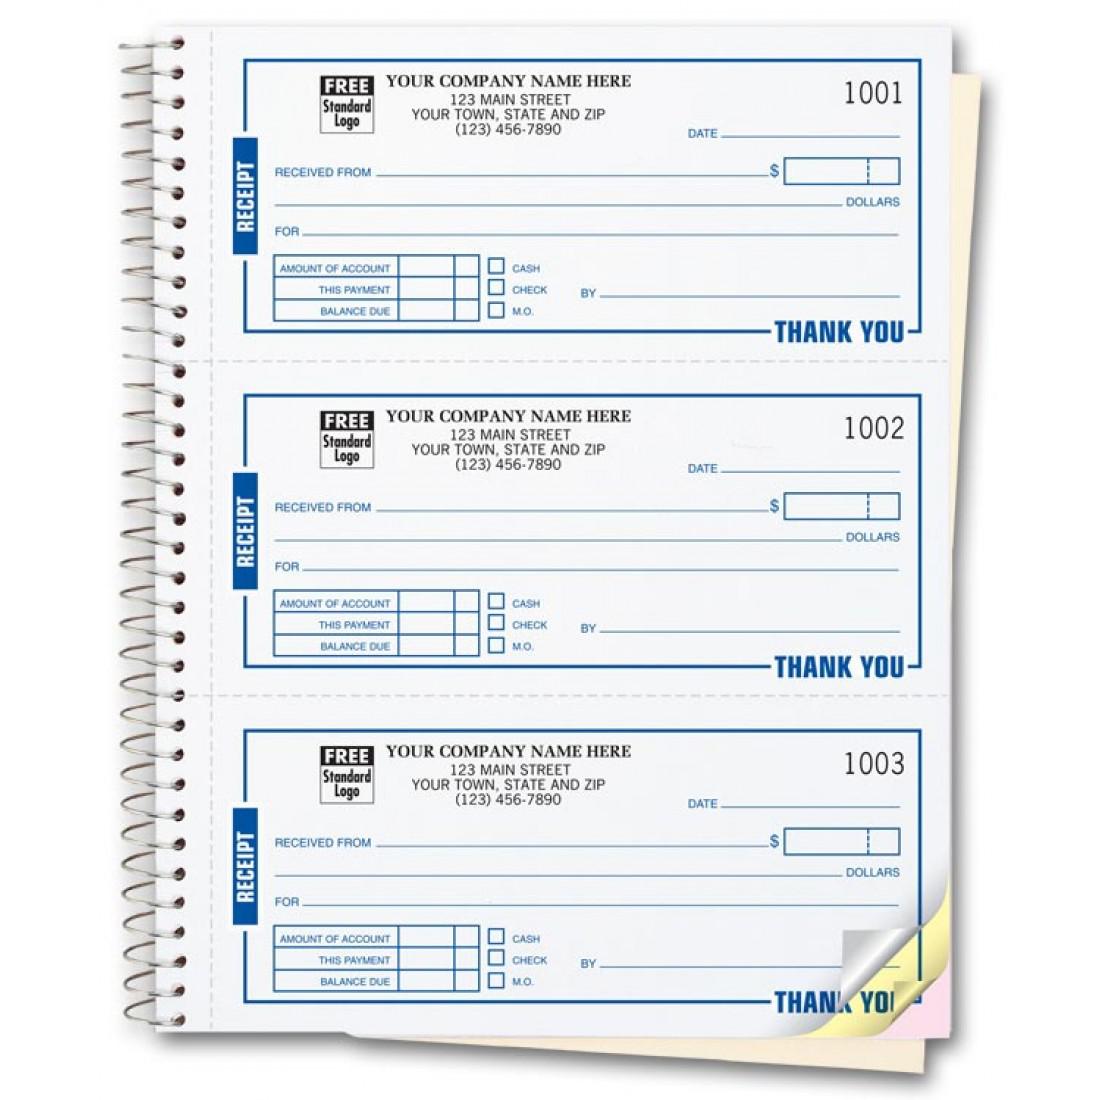 FREE
Standard
Logo
YOUR COMPANY NAME HERE
123 MAIN STREET
YOUR TOWN, STATE AND ZIP
(123) 456-7890
1001
DATE
RECEIPT
RECEIVED FROM $
DOLLARS
FOR
AMOUNT OF ACCOUNT CASH
THIS PAYMENT CHECK BY
BALANCE DUE M.O.
THANK YOU
FREE
Standard
Logo
YOUR COMPANY NAME HERE
123 MAIN STREET
YOUR TOWN, STATE AND ZIP
(123) 456-7890
1002
DATE
RECEIPT
RECEIVED FROM $
DOLLARS
FOR
AMOUNT OF ACCOUNT CASH
THIS PAYMENT CHECK BY
BALANCE DUE M.O.
THANK YOU
FREE
Standard
Logo
YOUR COMPANY NAME HERE
123 MAIN STREET
YOUR TOWN, STATE AND ZIP
(123) 456-7890
1003
DATE
RECEIPT
RECEIVED FROM $
DOLLARS
FOR
AMOUNT OF ACCOUNT CASH
THIS PAYMENT CHECK BY
BALANCE DUE M.O.
THANK YOU